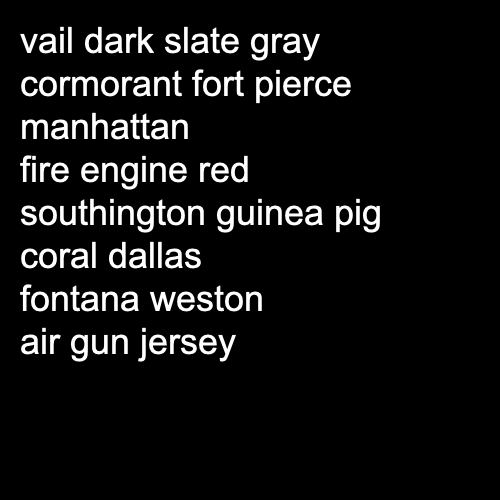 vail dark slate gray
cormorant fort pierce
manhattan
fire engine red
southington guinea pig
coral dallas
fontana weston
air gun jersey